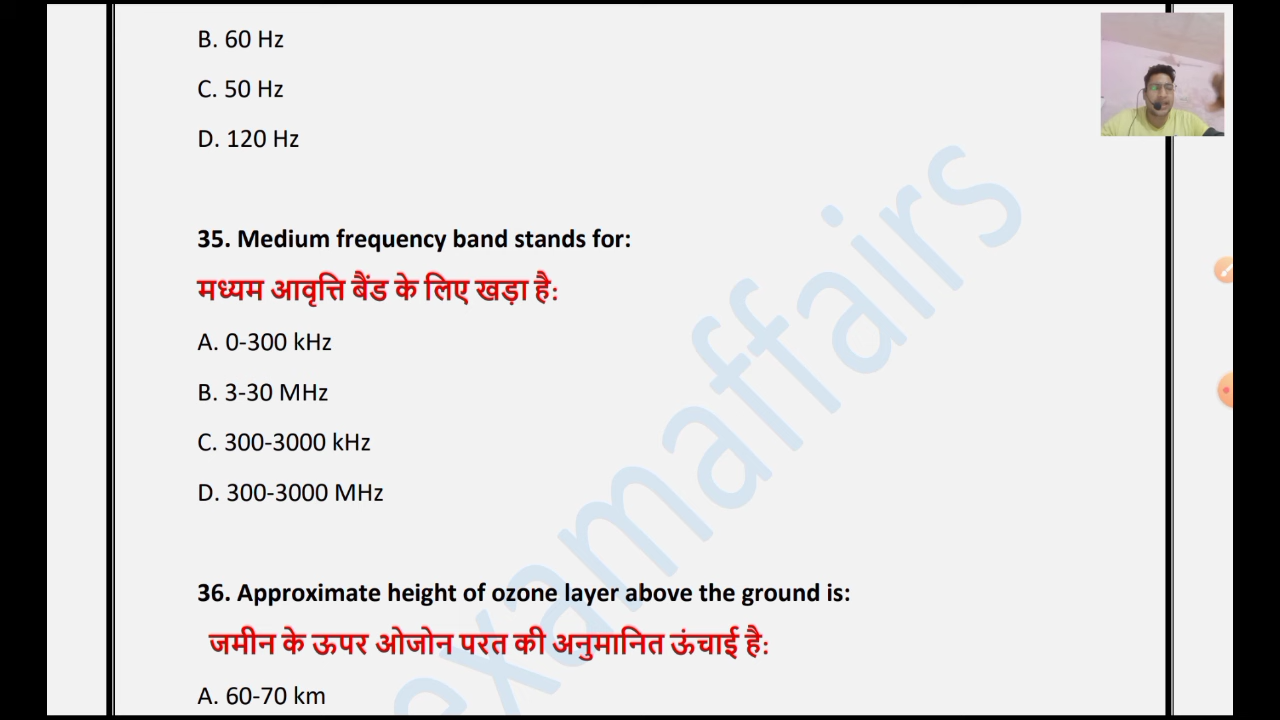 B. 60 Hz
C. 50 Hz
D. 120 Hz
35. Medium frequency band stands for:
मध्यम आवृत्ति बैंड के लिए खड़ा है:
A. 0-300 kHz
B. 3-30 MHz
C. 300-3000 kHz
D. 300-3000 MHz
36. Approximate height of ozone layer above the ground is:
जमीन के ऊपर ओजोन परत की अनुमानित ऊंचाई है:
A. 60-70 km
examaffairs